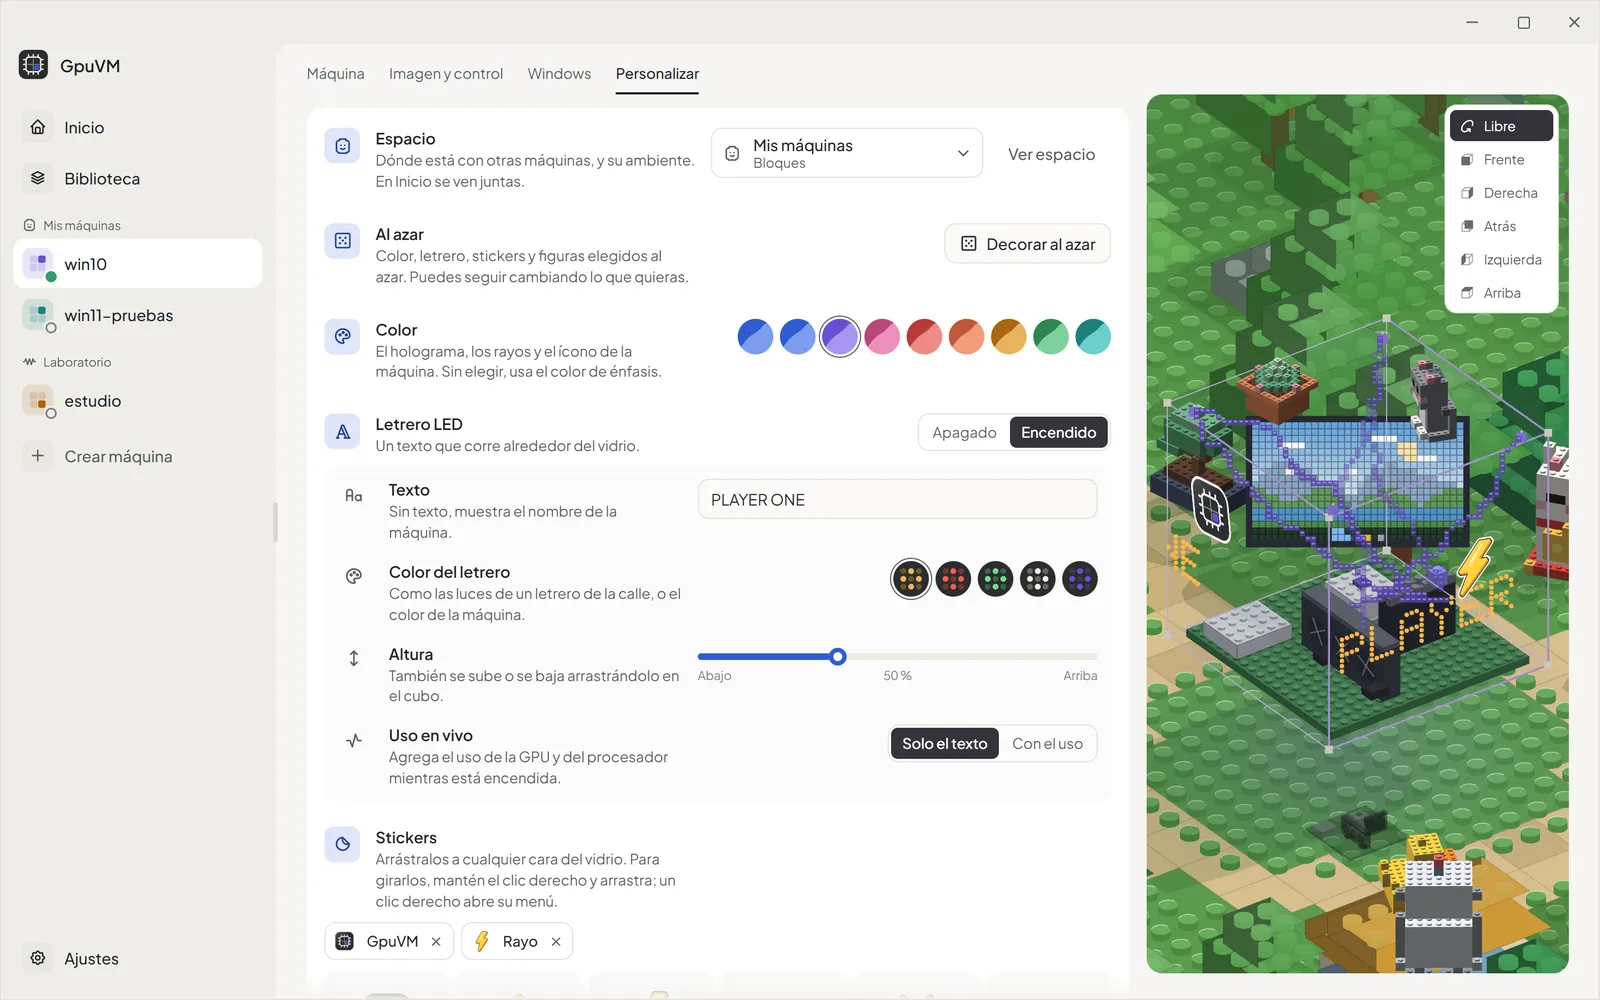 GpuVM
Inicio
Biblioteca
Mis máquinas
win10
win11-pruebas
Laboratorio
estudio
Crear máquina
Ajustes
Máquina
Imagen y control
Windows
Personalizar
Espacio
Dónde está con otras máquinas, y su ambiente.
En Inicio se ven juntas.
Mis máquinas
Bloques
Ver espacio
Al azar
Color, letrero, stickers y figuras elegidos al
azar. Puedes seguir cambiando lo que quieras.
Decorar al azar
Color
El holograma, los rayos y el ícono de la
máquina. Sin elegir, usa el color de énfasis.
Letrero LED
Un texto que corre alrededor del vidrio.
Apagado
Encendido
Texto
Sin texto, muestra el nombre de la
máquina.
PLAYER ONE
Color del letrero
Como las luces de un letrero de la calle, o el
color de la máquina.
Altura
También se sube o se baja arrastrándolo en
el cubo.
Abajo
50 %
Arriba
Uso en vivo
Agrega el uso de la GPU y del procesador
mientras está encendida.
Solo el texto
Con el uso
Stickers
Arrástralos a cualquier cara del vidrio. Para
girarlos, mantén el clic derecho y arrastra; un
clic derecho abre su menú.
GpuVM
Rayo
Libre
Frente
Derecha
Atrás
Izquierda
Arriba
PLAYER